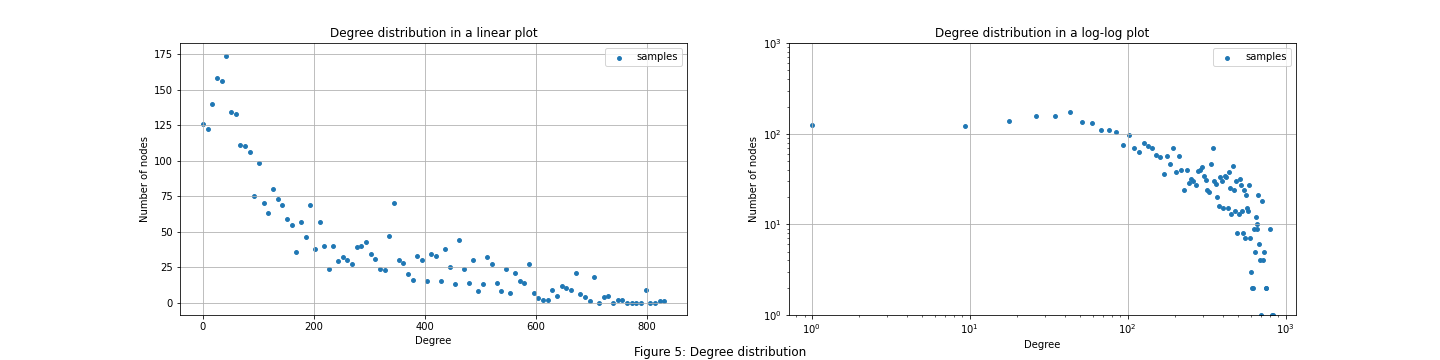 Degree distribution in a linear plot
175
150
125
100
75
50
25
0
Number of nodes
samples
0 200 400 600 800
Degree
Degree distribution in a log-log plot
10³
10²
10¹
10⁰
Number of nodes
samples
10⁰ 10¹ 10² 10³
Degree
Figure 5: Degree distribution